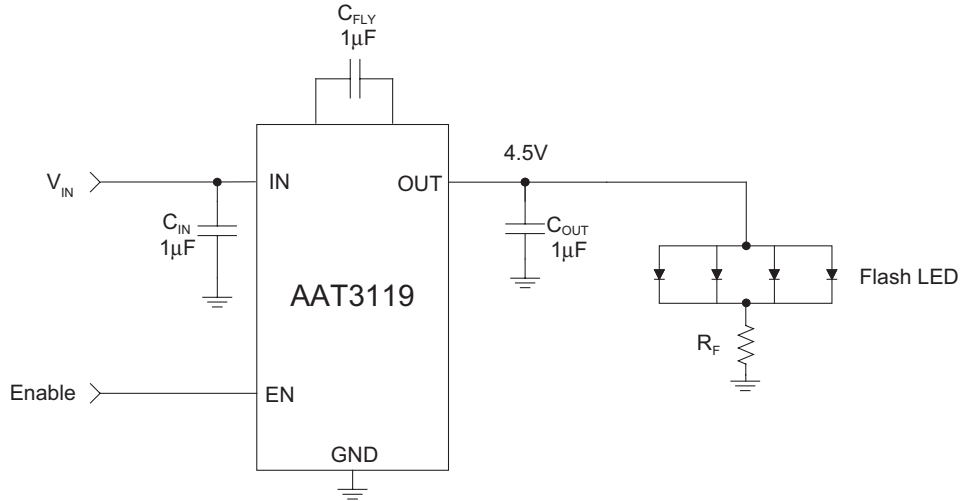 C_FLY
1μF
4.5V
V_IN
IN
OUT
C_IN
1μF
C_OUT
1μF
AAT3119
Flash LED
R_F
Enable
EN
GND